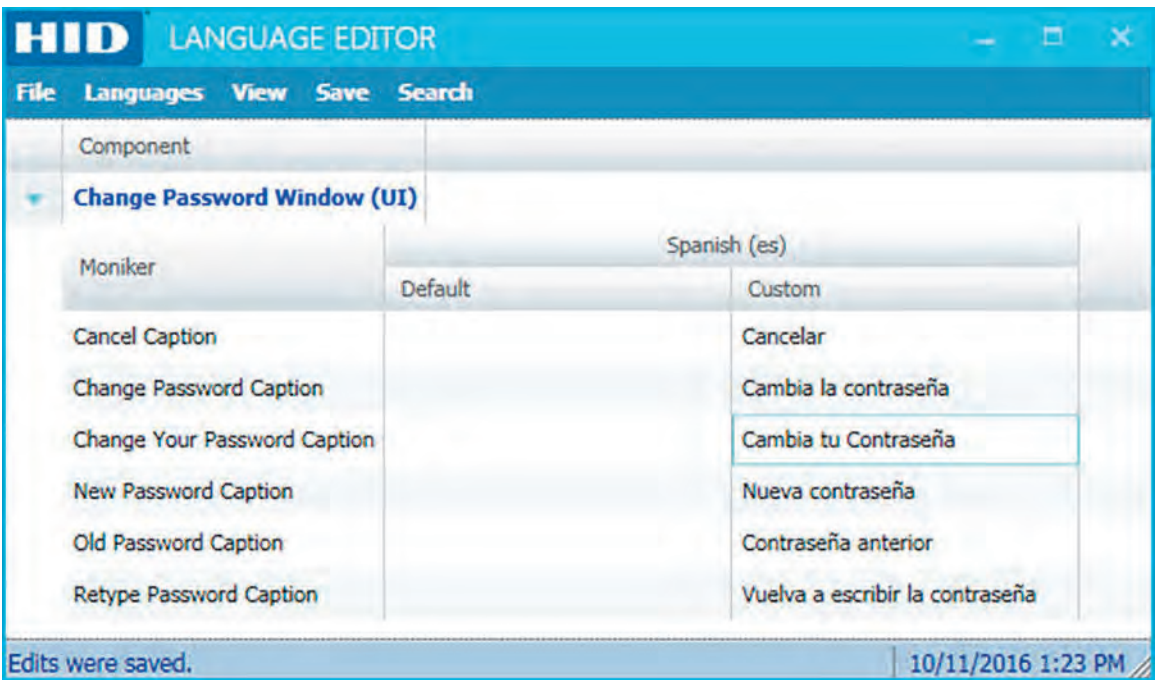 HID LANGUAGE EDITOR
File Languages View Save Search
Component
Change Password Window (UI)
Moniker
Spanish (es)
Default Custom
Cancel Caption Cancelar
Change Password Caption Cambia la contraseña
Change Your Password Caption Cambia tu Contraseña
New Password Caption Nueva contraseña
Old Password Caption Contraseña anterior
Retype Password Caption Vuelva a escribir la contraseña
Edits were saved. 10/11/2016 1:23 PM